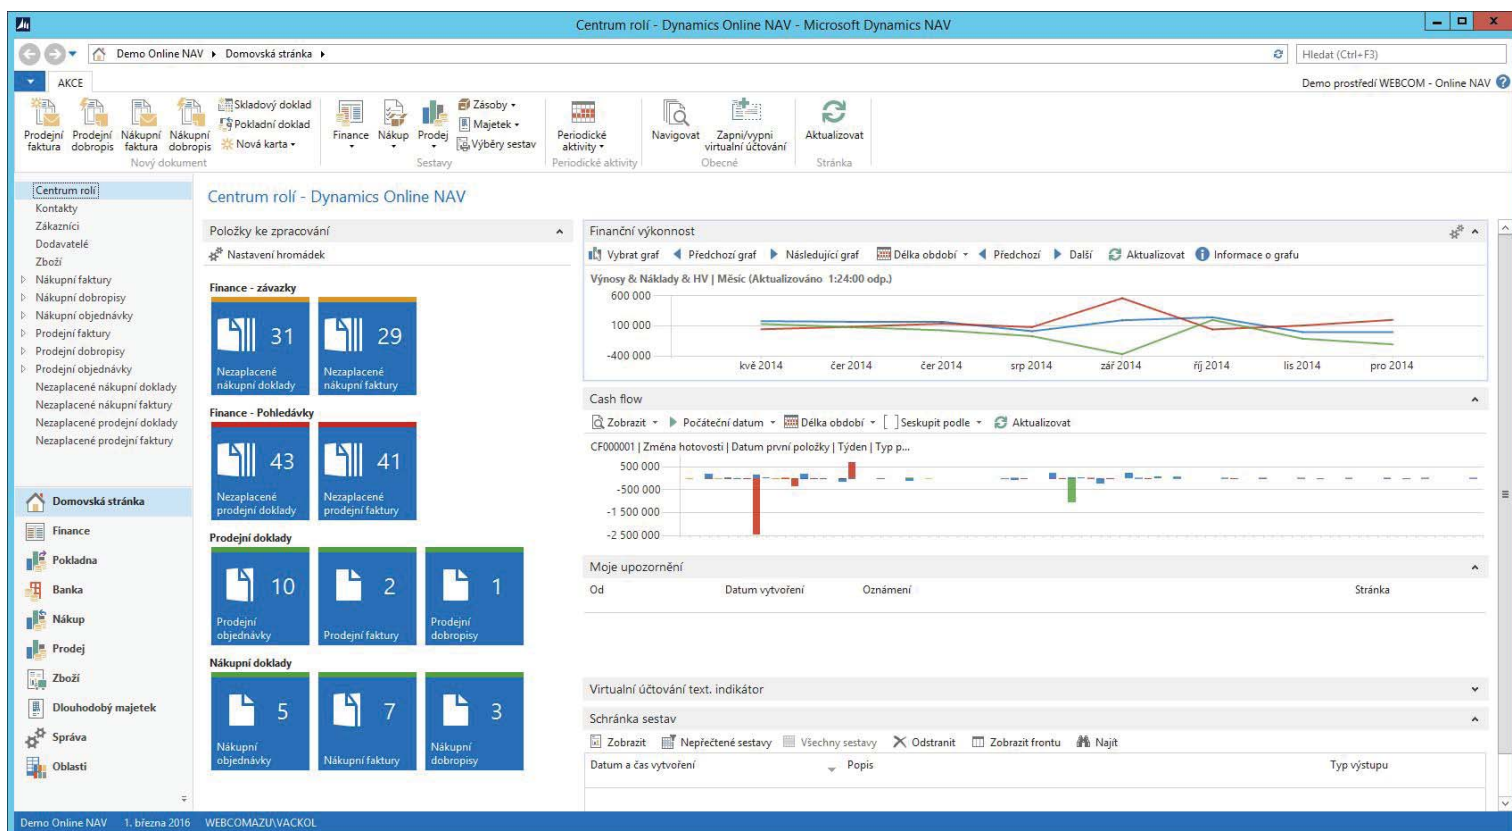 Centrum rolí - Dynamics Online NAV - Microsoft Dynamics NAV
Demo Online NAV Domovská stránka
Hledat (Ctrl+F3)
AKCE
Demo prostředí WEBCOM - Online NAV
Prodejní faktura
Prodejní dobropis
Nákupní faktura
Nákupní dobropis
Skladový doklad
Pokladní doklad
Nová karta
Nový dokument
Finance
Nákup
Prodej
Zásoby
Majetek
Výběry sestav
Sestavy
Periodické aktivity
Periodické aktivity
Navigovat
Zapni/vypni virtuální účtování
Obecné
Aktualizovat
Stránka
Centrum rolí
Kontakty
Zákazníci
Dodavatelé
Zboží
Nákupní faktury
Nákupní dobropisy
Nákupní objednávky
Prodejní faktury
Prodejní dobropisy
Prodejní objednávky
Nezaplacené nákupní doklady
Nezaplacené nákupní faktury
Nezaplacené prodejní doklady
Nezaplacené prodejní faktury
Domovská stránka
Finance
Pokladna
Banka
Nákup
Prodej
Zboží
Dlouhodobý majetek
Správa
Oblasti
Centrum rolí - Dynamics Online NAV
Položky ke zpracování
Nastavení hromádek
Finance - závazky
31
Nezaplacené
nákupní doklady
29
Nezaplacené
nákupní faktury
Finance - Pohledávky
43
Nezaplacené
prodejní doklady
41
Nezaplacené
prodejní faktury
Prodejní doklady
10
Prodejní
objednávky
2
Prodejní faktury
1
Prodejní
dobropisy
Nákupní doklady
5
Nákupní
objednávky
7
Nákupní faktury
3
Nákupní
dobropisy
Finanční výkonnost
Vybrat graf Předchozí graf Následující graf Délka období Předchozí Další Aktualizovat Informace o grafu
Výnosy & Náklady & HV | Měsíc (Aktualizováno 1:24:00 odp.)
600 000
100 000
-400 000
kvě 2014 čer 2014 čer 2014 srp 2014 zář 2014 říj 2014 lis 2014 pro 2014
Cash flow
Zobrazit Počáteční datum Délka období [ ] Seskupit podle Aktualizovat
CF000001 | Změna hotovosti | Datum první položky | Týden | Typ p...
500 000
-500 000
-1 500 000
-2 500 000
Moje upozornění
Od Datum vytvoření Oznámení Stránka
Virtualní účtování text. indikátor
Schránka sestav
Zobrazit Nepřečtené sestavy Všechny sestavy Odstranit Zobrazit frontu Najít
Datum a čas vytvoření Popis Typ výstupu
Demo Online NAV 1. března 2016 WEBCOMAZU\VACKOL